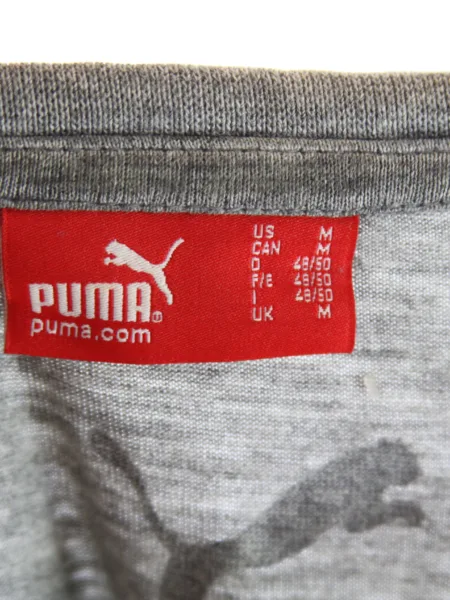 PUMA
puma.com
US M
CAN M
D 48/50
F/E 48/50
I 48/50
UK M